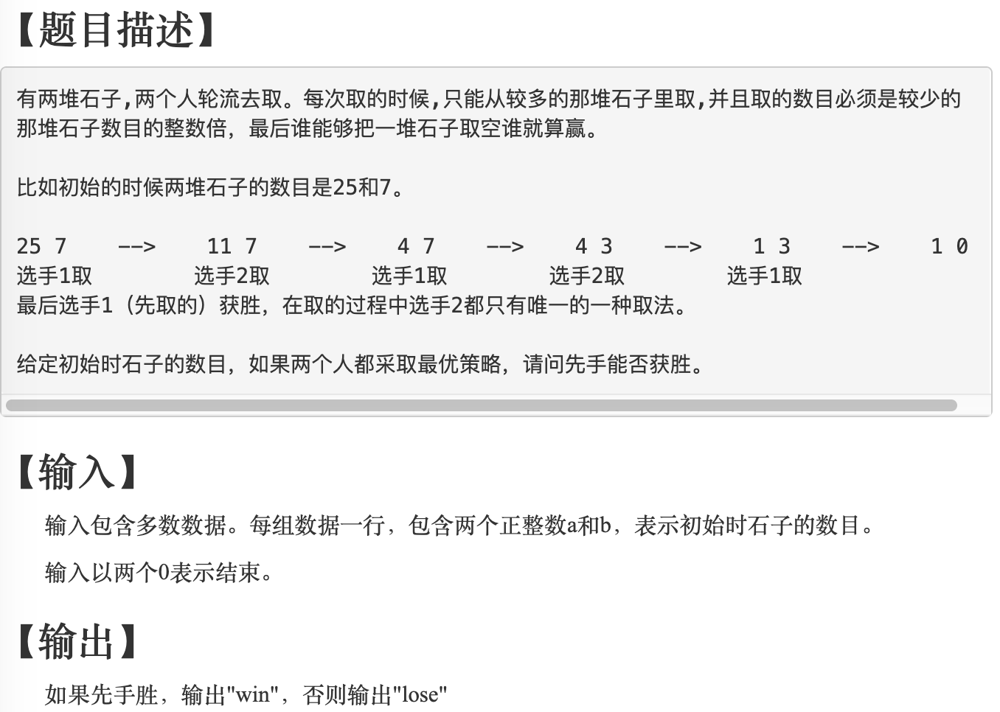 【题目描述】
有两堆石子,两个人轮流去取。每次取的时候,只能从较多的那堆石子里取,并且取的数目必须是较少的
那堆石子数目的整数倍，最后谁能够把一堆石子取空谁就算赢。
比如初始的时候两堆石子的数目是25和7。
25 7 --> 11 7 --> 4 7 --> 4 3 --> 1 3 --> 1 0
选手1取 选手2取 选手1取 选手2取 选手1取
最后选手1（先取的）获胜，在取的过程中选手2都只有唯一的一种取法。
给定初始时石子的数目，如果两个人都采取最优策略，请问先手能否获胜。
【输入】
输入包含多数数据。每组数据一行，包含两个正整数a和b，表示初始时石子的数目。
输入以两个0表示结束。
【输出】
如果先手胜，输出"win"，否则输出"lose"